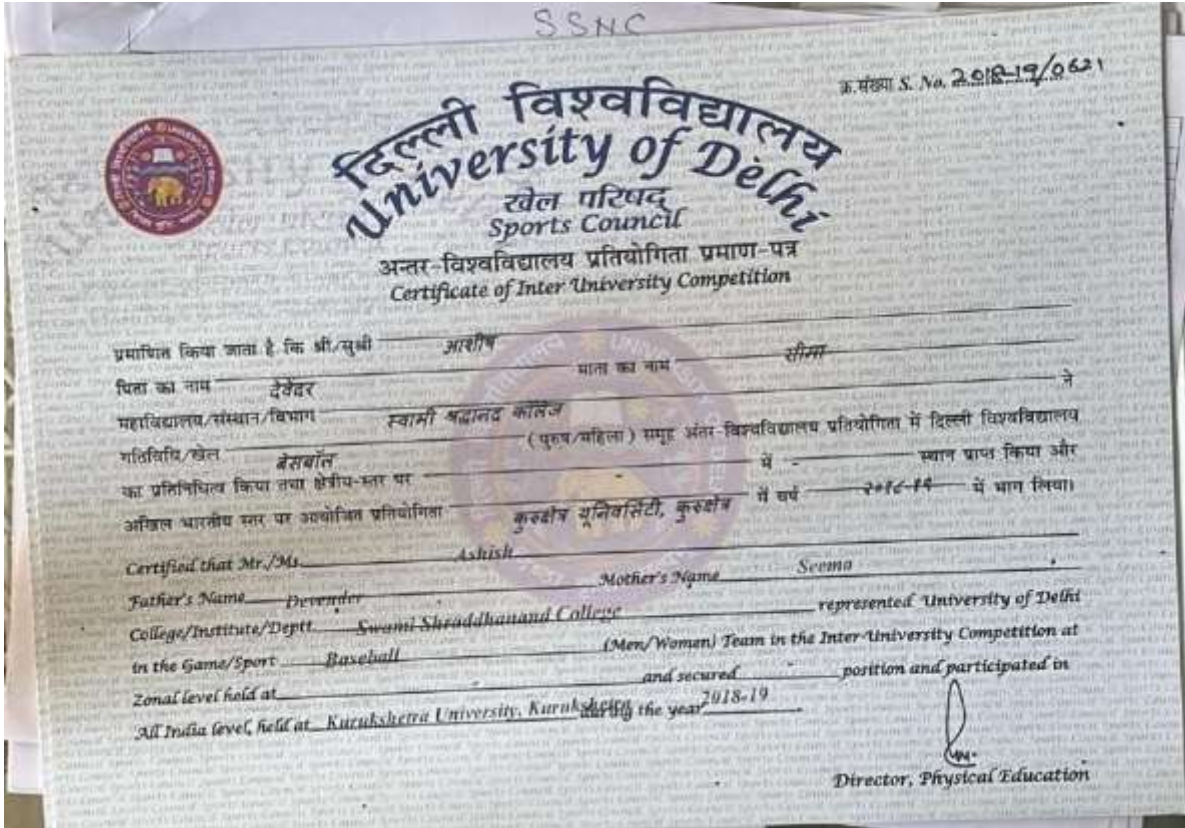 SSNC
क्र.संख्या S. No. 2018-19/0621
दिल्ली विश्वविद्यालय
University of Delhi
खेल परिषद्
Sports Council
अन्तर-विश्वविद्यालय प्रतियोगिता प्रमाण-पत्र
Certificate of Inter University Competition
प्रमाणित किया जाता है कि श्री/सुश्री आशीष
पिता का नाम देवेंदर माता का नाम सीमा
महाविद्यालय/संस्थान/विभाग स्वामी श्रद्धानंद कॉलेज ने
गतिविधि/खेल बेसबॉल (पुरुष/महिला) समूह अंतर-विश्वविद्यालय प्रतियोगिता में दिल्ली विश्वविद्यालय
का प्रतिनिधित्व किया तथा क्षेत्रीय-स्तर पर - में - स्थान प्राप्त किया और
अखिल भारतीय स्तर पर आयोजित प्रतियोगिता कुरुक्षेत्र यूनिवर्सिटी, कुरुक्षेत्र में वर्ष २०१८-१९ में भाग लिया।
Certified that Mr./Ms. Ashish
Father's Name Devender Mother's Name Seema
College/Institute/Deptt. Swami Shraddhanand College represented University of Delhi
in the Game/Sport Baseball (Men/Women) Team in the Inter-University Competition at
Zonal level held at - and secured - position and participated in
All India level, held at Kurukshetra University, Kurukshetra during the year 2018-19
Director, Physical Education